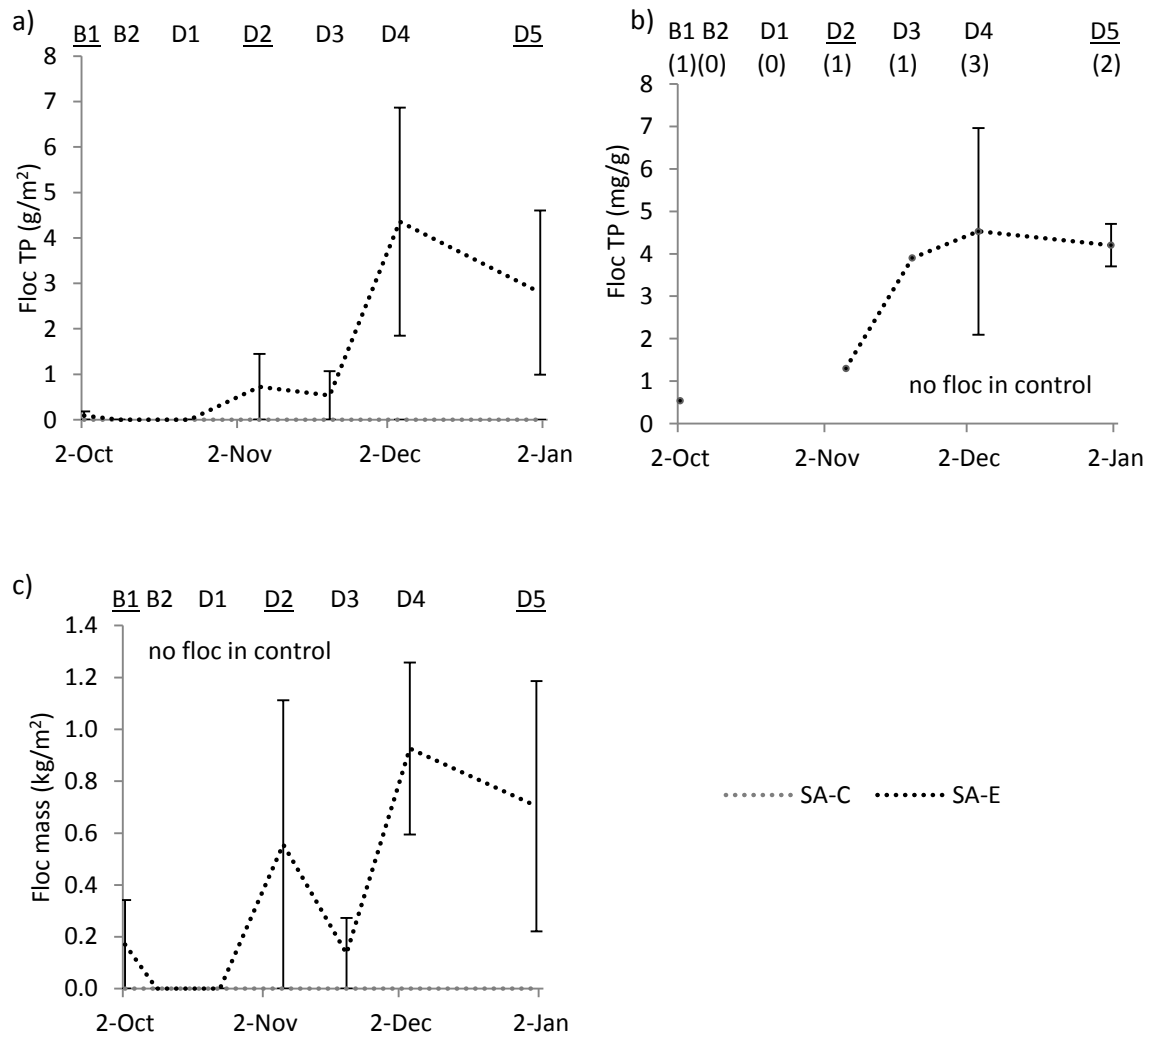 a)
B1 B2 D1 D2 D3 D4 D5
8
7
6
5
4
3
2
1
0
Floc TP (g/m²)
2-Oct 2-Nov 2-Dec 2-Jan
b)
B1 B2 D1 D2 D3 D4 D5
(1)(0) (0) (1) (1) (3) (2)
8
7
6
5
4
3
2
1
0
Floc TP (mg/g)
no floc in control
2-Oct 2-Nov 2-Dec 2-Jan
c)
B1 B2 D1 D2 D3 D4 D5
1.4
1.2
1.0
0.8
0.6
0.4
0.2
0.0
Floc mass (kg/m²)
no floc in control
2-Oct 2-Nov 2-Dec 2-Jan
SA-C SA-E